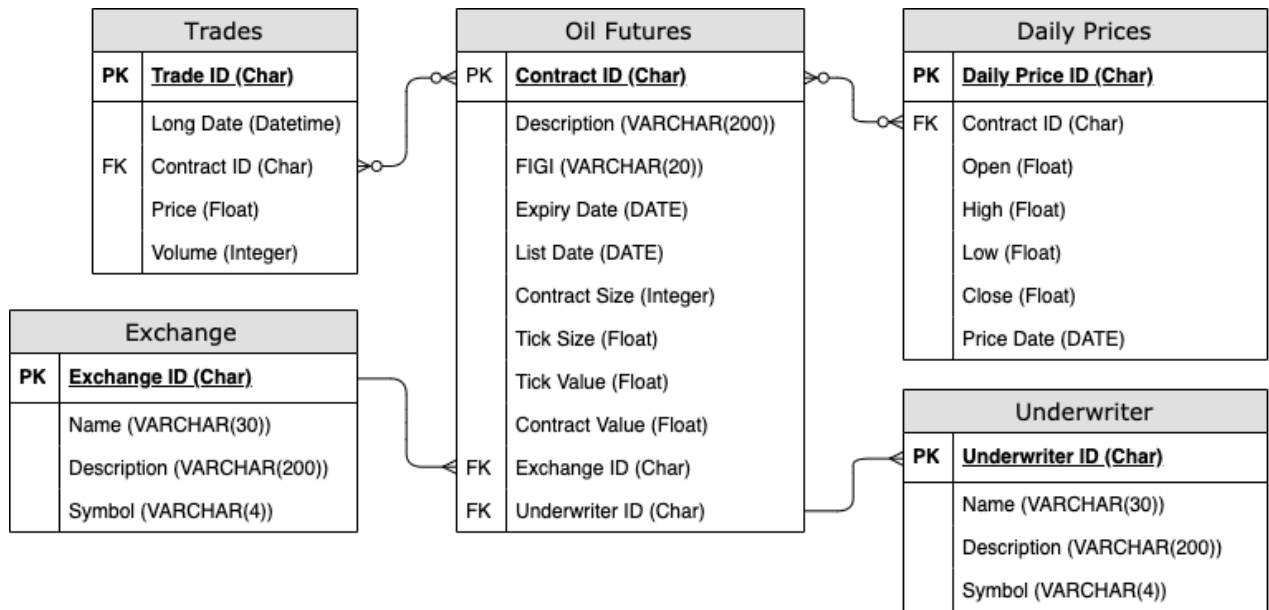 Trades
PK Trade ID (Char)
Long Date (Datetime)
FK Contract ID (Char)
Price (Float)
Volume (Integer)
Oil Futures
PK Contract ID (Char)
Description (VARCHAR(200))
FIGI (VARCHAR(20))
Expiry Date (DATE)
List Date (DATE)
Contract Size (Integer)
Tick Size (Float)
Tick Value (Float)
Contract Value (Float)
FK Exchange ID (Char)
FK Underwriter ID (Char)
Daily Prices
PK Daily Price ID (Char)
FK Contract ID (Char)
Open (Float)
High (Float)
Low (Float)
Close (Float)
Price Date (DATE)
Exchange
PK Exchange ID (Char)
Name (VARCHAR(30))
Description (VARCHAR(200))
Symbol (VARCHAR(4))
Underwriter
PK Underwriter ID (Char)
Name (VARCHAR(30))
Description (VARCHAR(200))
Symbol (VARCHAR(4))